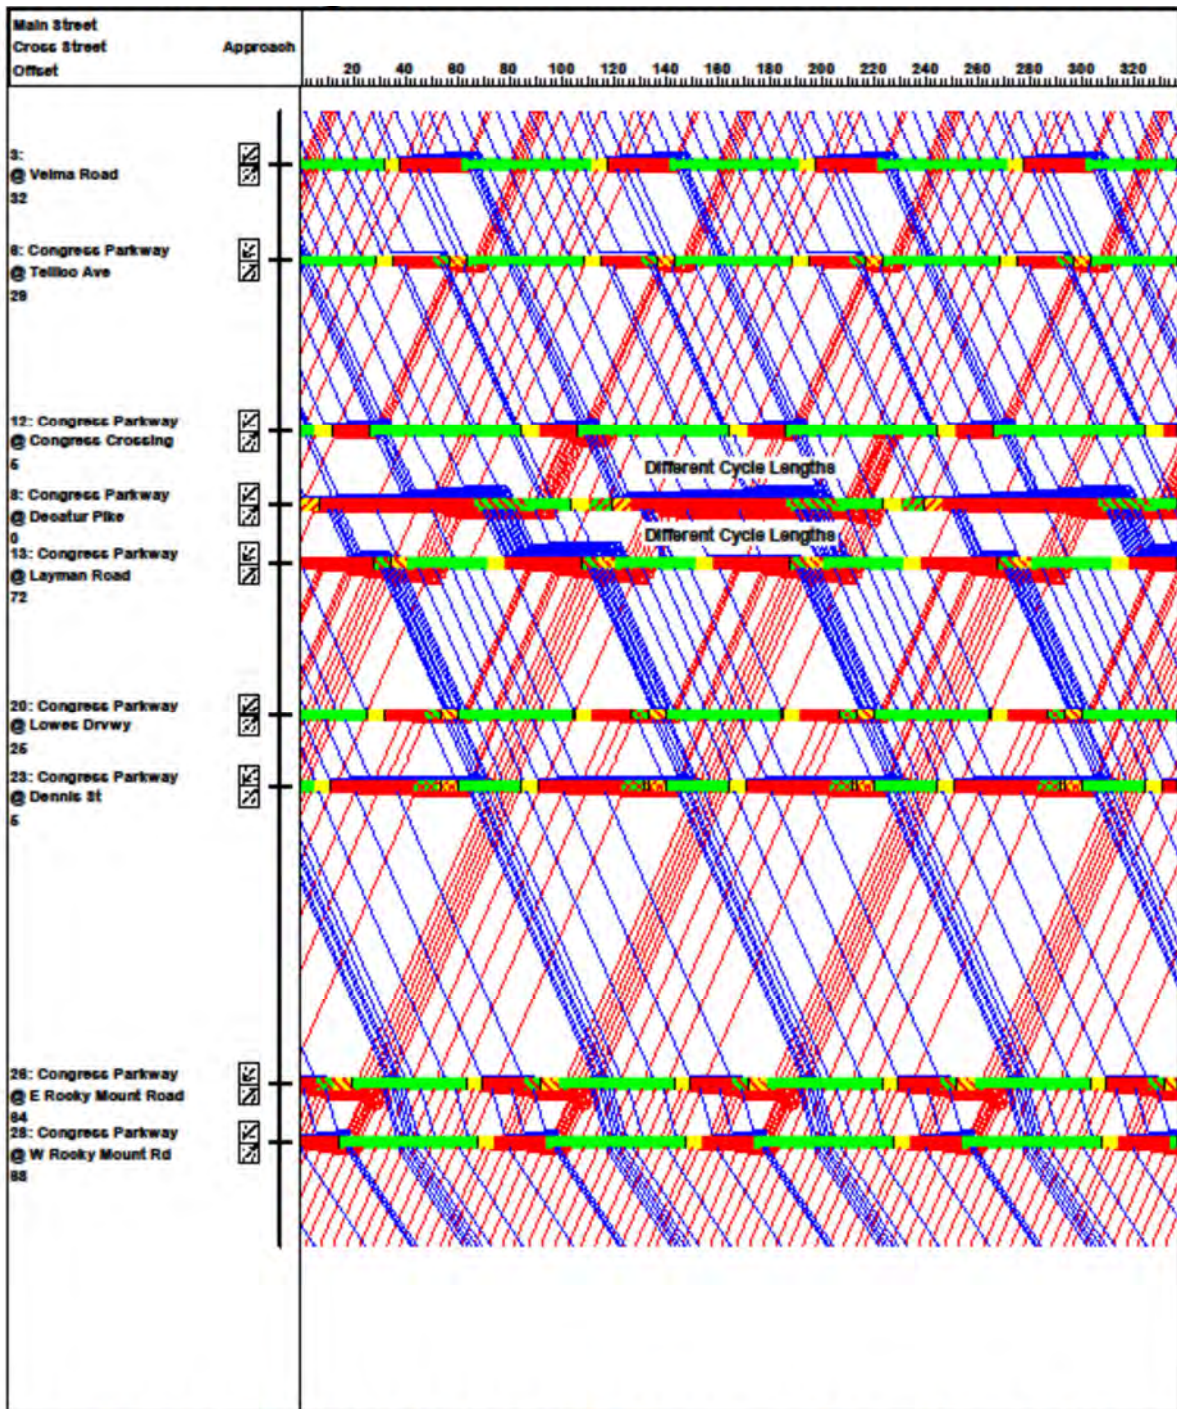 Main Street
Cross Street Approach
Offset
20 40 60 80 100 120 140 160 180 200 220 240 260 280 300 320
3:
@ Velma Road
32
6: Congress Parkway
@ Tellico Ave
29
12: Congress Parkway
@ Congress Crossing
5
Different Cycle Lengths
8: Congress Parkway
@ Decatur Pike
0
Different Cycle Lengths
13: Congress Parkway
@ Layman Road
72
20: Congress Parkway
@ Lowes Drvwy
25
23: Congress Parkway
@ Dennis St
5
26: Congress Parkway
@ E Rocky Mount Road
64
28: Congress Parkway
@ W Rocky Mount Rd
68